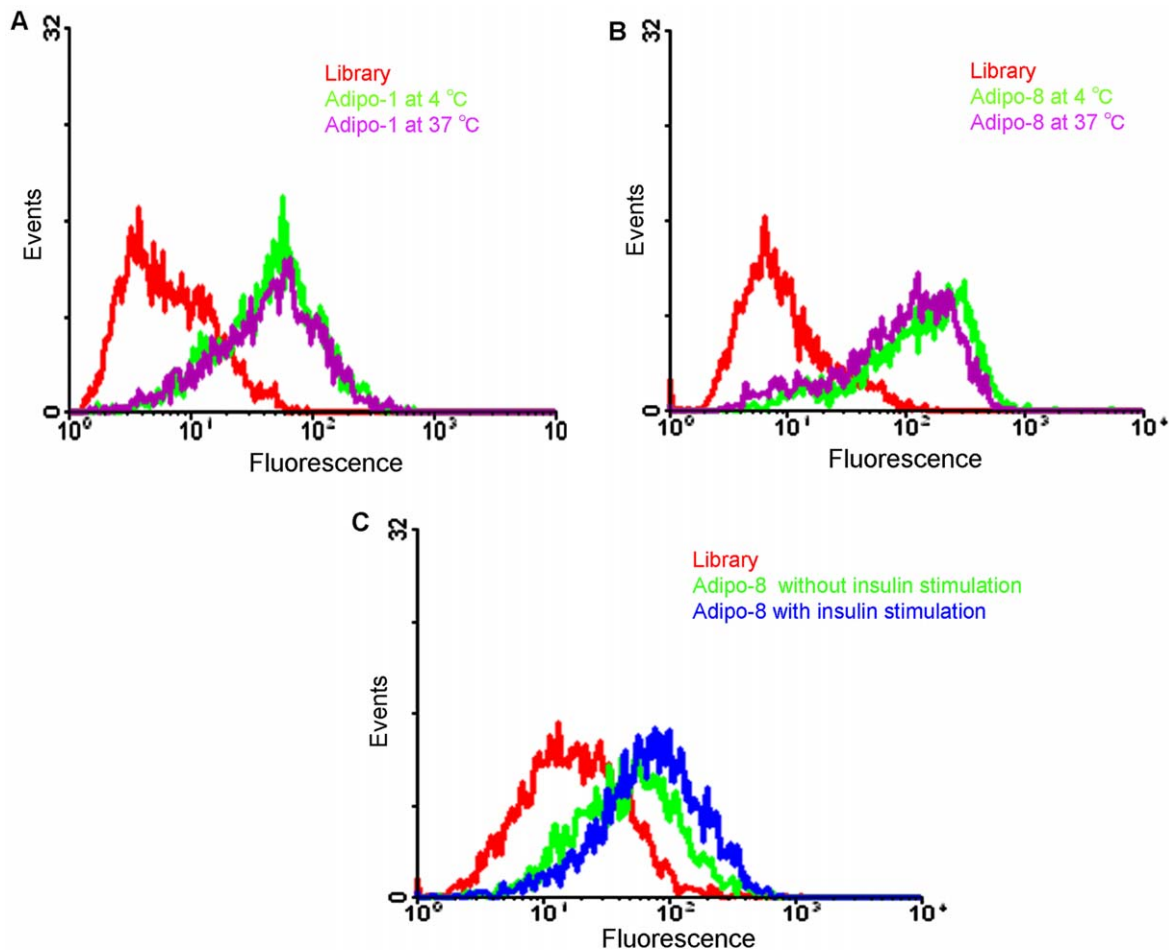 A
32
Library
Adipo-1 at 4 °C
Adipo-1 at 37 °C
Events
0
10⁰ 10¹ 10² 10³ 10
Fluorescence
B
32
Library
Adipo-8 at 4 °C
Adipo-8 at 37 °C
Events
0
10⁰ 10¹ 10² 10³ 10⁴
Fluorescence
C
32
Library
Adipo-8 without insulin stimulation
Adipo-8 with insulin stimulation
Events
0
10⁰ 10¹ 10² 10³ 10⁴
Fluorescence